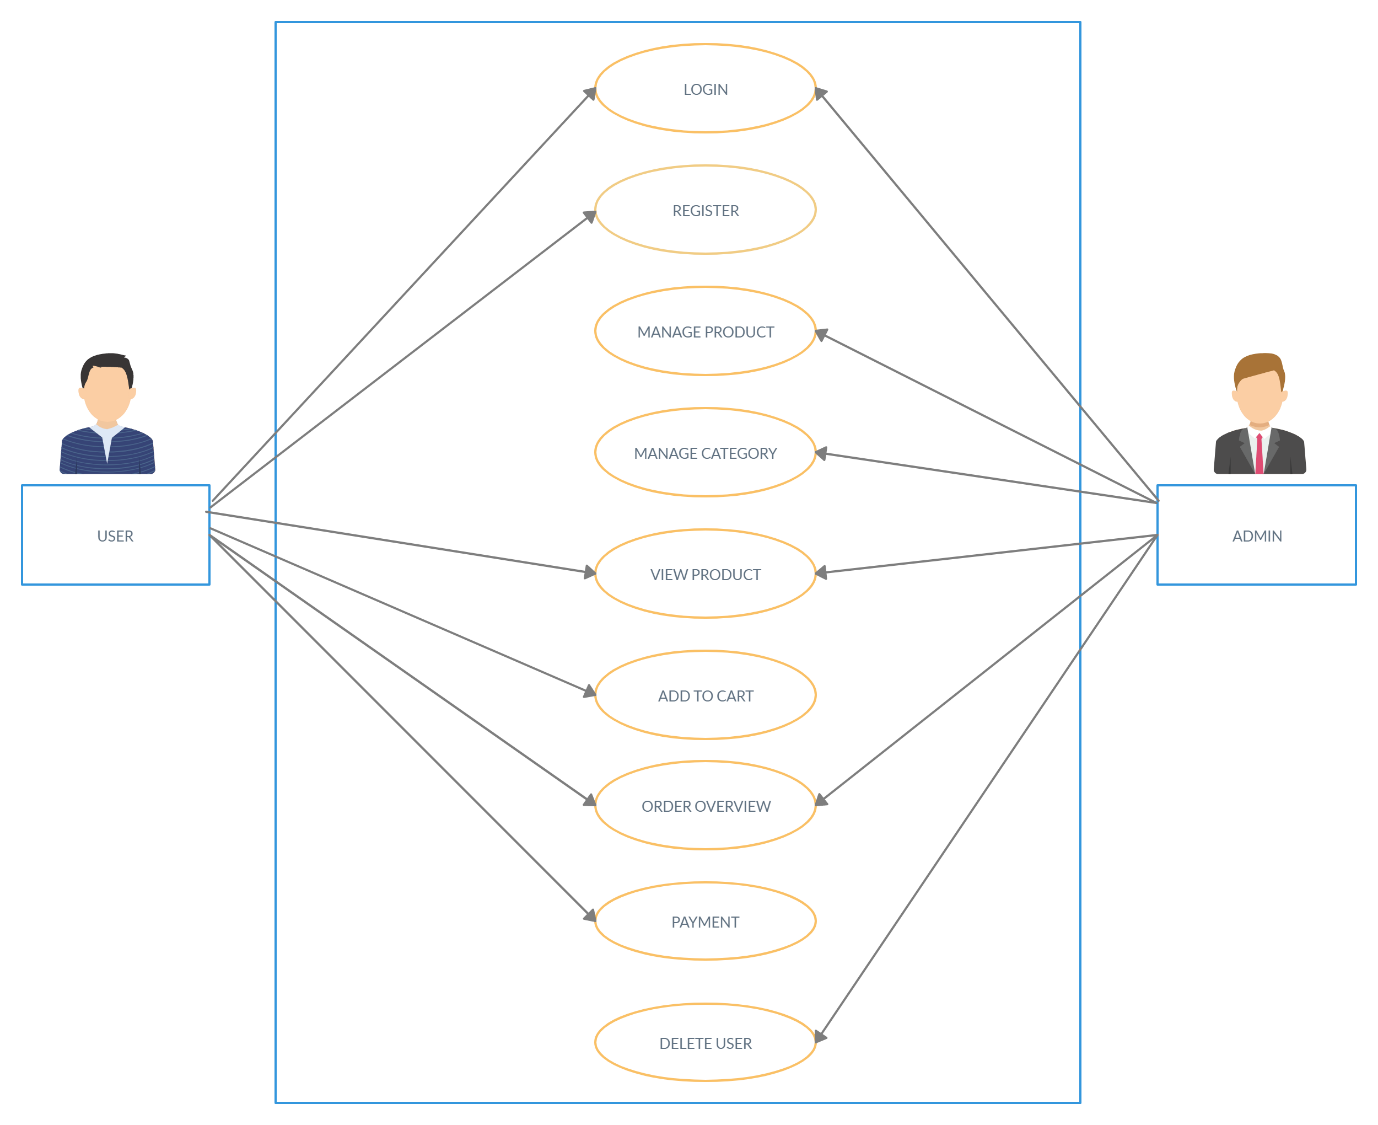 LOGIN
REGISTER
MANAGE PRODUCT
MANAGE CATEGORY
USER
ADMIN
VIEW PRODUCT
ADD TO CART
ORDER OVERVIEW
PAYMENT
DELETE USER